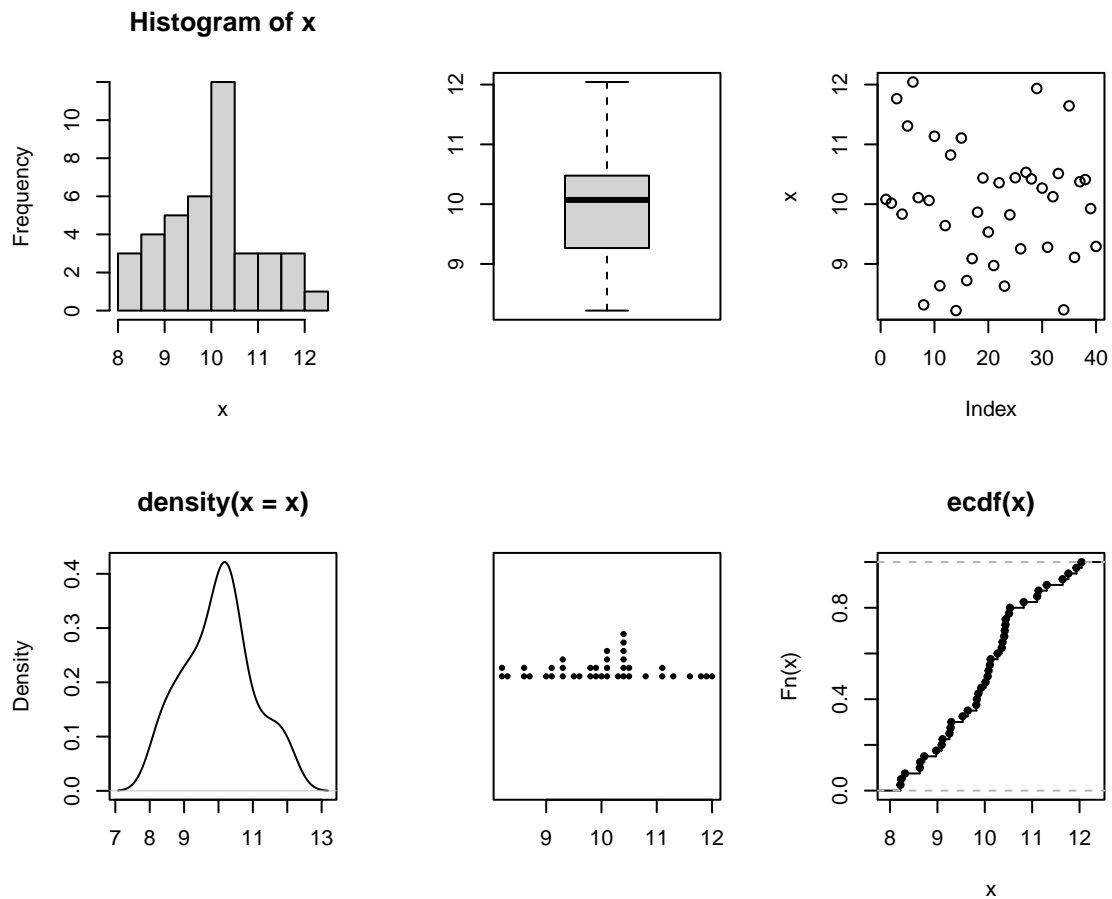 Histogram of x
Frequency
0 2 4 6 8 10
8 9 10 11 12
x
9 10 11 12
x
9 10 11 12
0 10 20 30 40
Index
density(x = x)
Density
0.0 0.1 0.2 0.3 0.4
7 8 9 11 13
9 10 11 12
ecdf(x)
Fn(x)
0.0 0.4 0.8
8 9 10 11 12
x